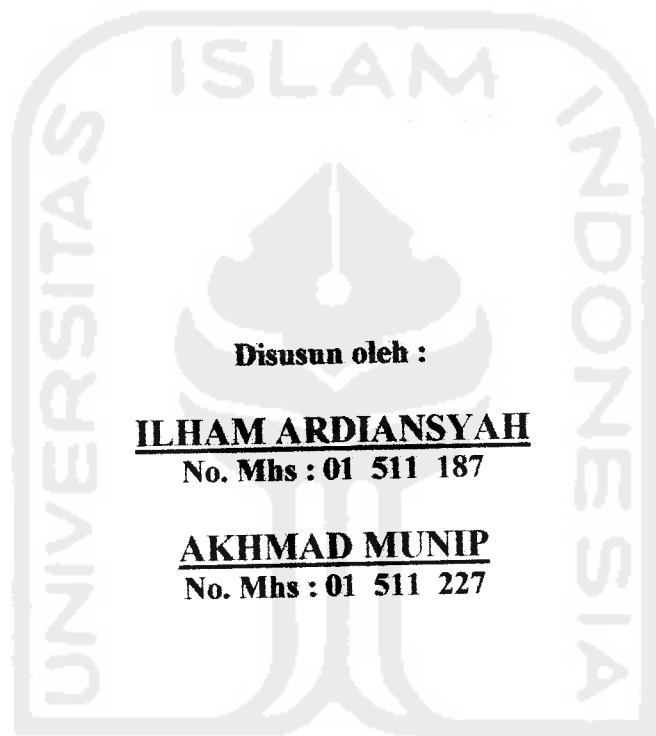 UNIVERSITAS ISLAM INDONESIA
Disusun oleh :
ILHAM ARDIANSYAH
No. Mhs : 01 511 187
AKHMAD MUNIP
No. Mhs : 01 511 227